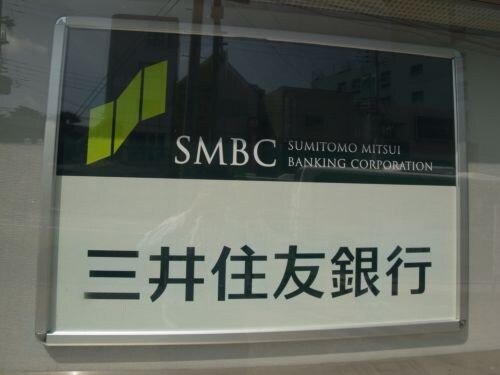 SMBC
SUMITOMO MITSUI
BANKING CORPORATION
三井住友銀行